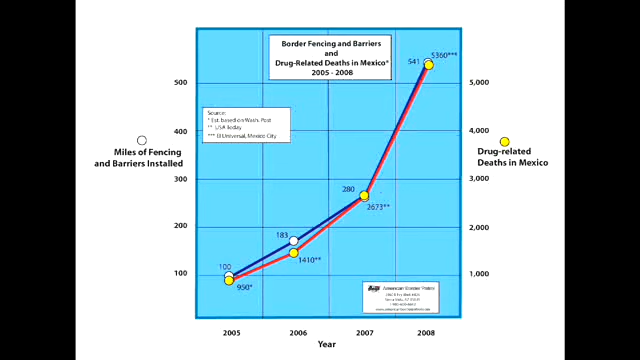 Border Fencing and Barriers
and
Drug-Related Deaths in Mexico*
2005 - 2008
541
5360***
500
5,000
Source:
* Est. based on Wash. Post
** USA Today
*** El Universal, Mexico City
400
4,000
Miles of Fencing
and Barriers Installed
Drug-related
Deaths in Mexico
300
3,000
280
2673**
200
2,000
183
1410**
100
1,000
100
950*
American Border Patrol
2005
2006
2007
2008
Year